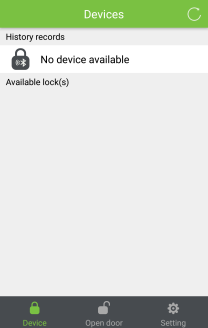 Devices
History records
No device available
Available lock(s)
Device
Open door
Setting